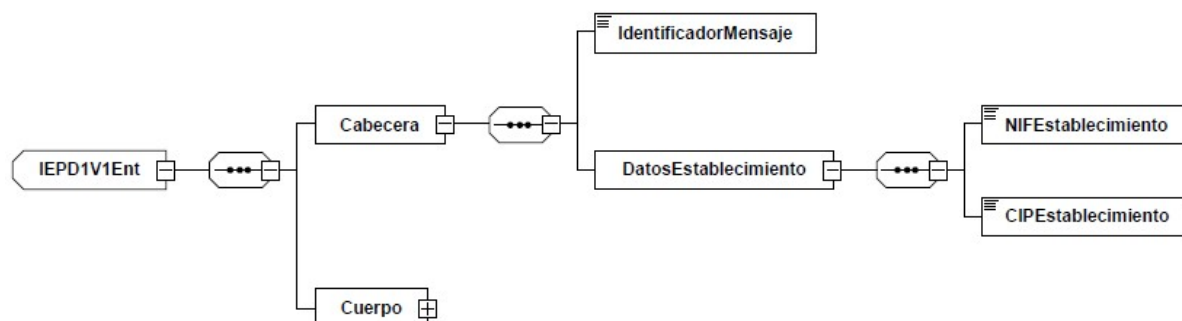 IdentificadorMensaje
Cabecera
NIFEstablecimiento
IEPD1V1Ent
DatosEstablecimiento
CIPEstablecimiento
Cuerpo